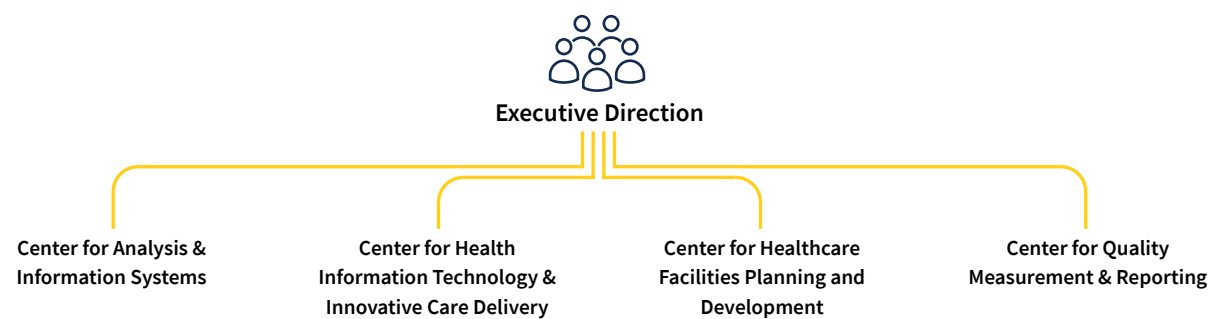 Executive Direction
Center for Analysis &
Information Systems
Center for Health
Information Technology &
Innovative Care Delivery
Center for Healthcare
Facilities Planning and
Development
Center for Quality
Measurement & Reporting